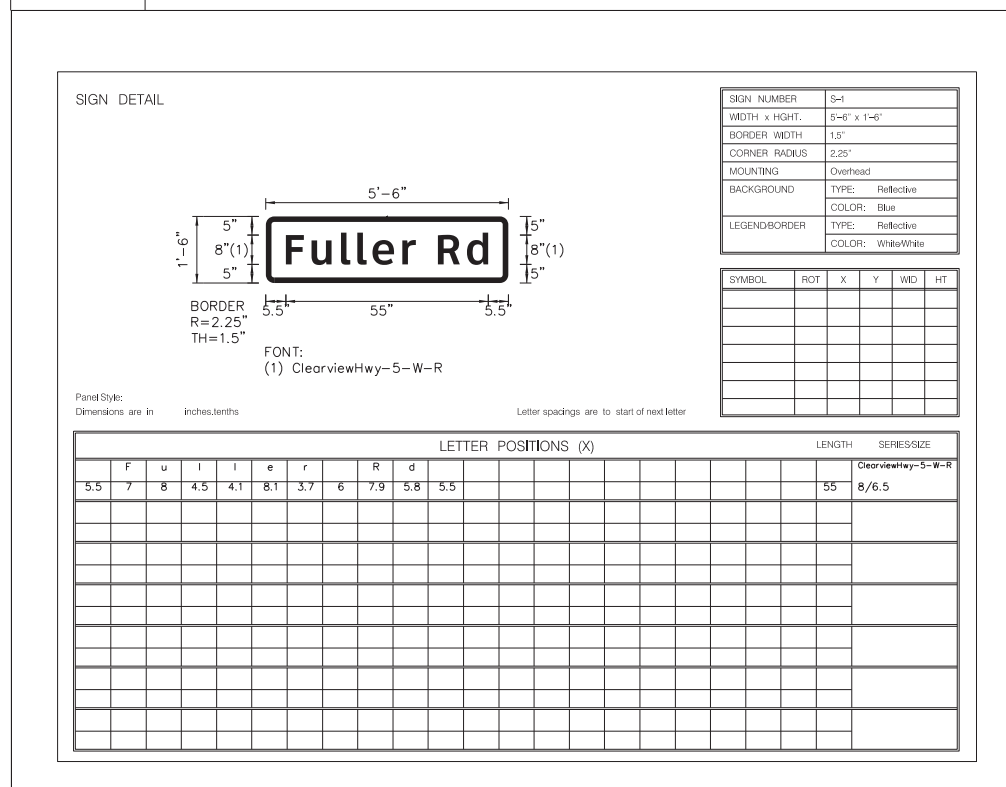 SIGN DETAIL
SIGN NUMBER S-1
WIDTH x HGHT. 5'-6" x 1'-6"
BORDER WIDTH 1.5"
CORNER RADIUS 2.25"
MOUNTING Overhead
BACKGROUND TYPE: Reflective
COLOR: Blue
LEGEND/BORDER TYPE: Reflective
COLOR: White/White
SYMBOL ROT X Y WID HT
5'-6"
1'-6"
5" 5"
8"(1) Fuller Rd 8"(1)
5" 5"
5.5" 55" 5.5"
BORDER
R=2.25"
TH=1.5"
FONT:
(1) ClearviewHwy-5-W-R
Panel Style:
Dimensions are in inches.tenths Letter spacings are to start of next letter
LETTER POSITIONS (X) LENGTH SERIES/SIZE
F u l l e r R d ClearviewHwy-5-W-R
5.5 7 8 4.5 4.1 8.1 3.7 6 7.9 5.8 5.5 55 8/6.5